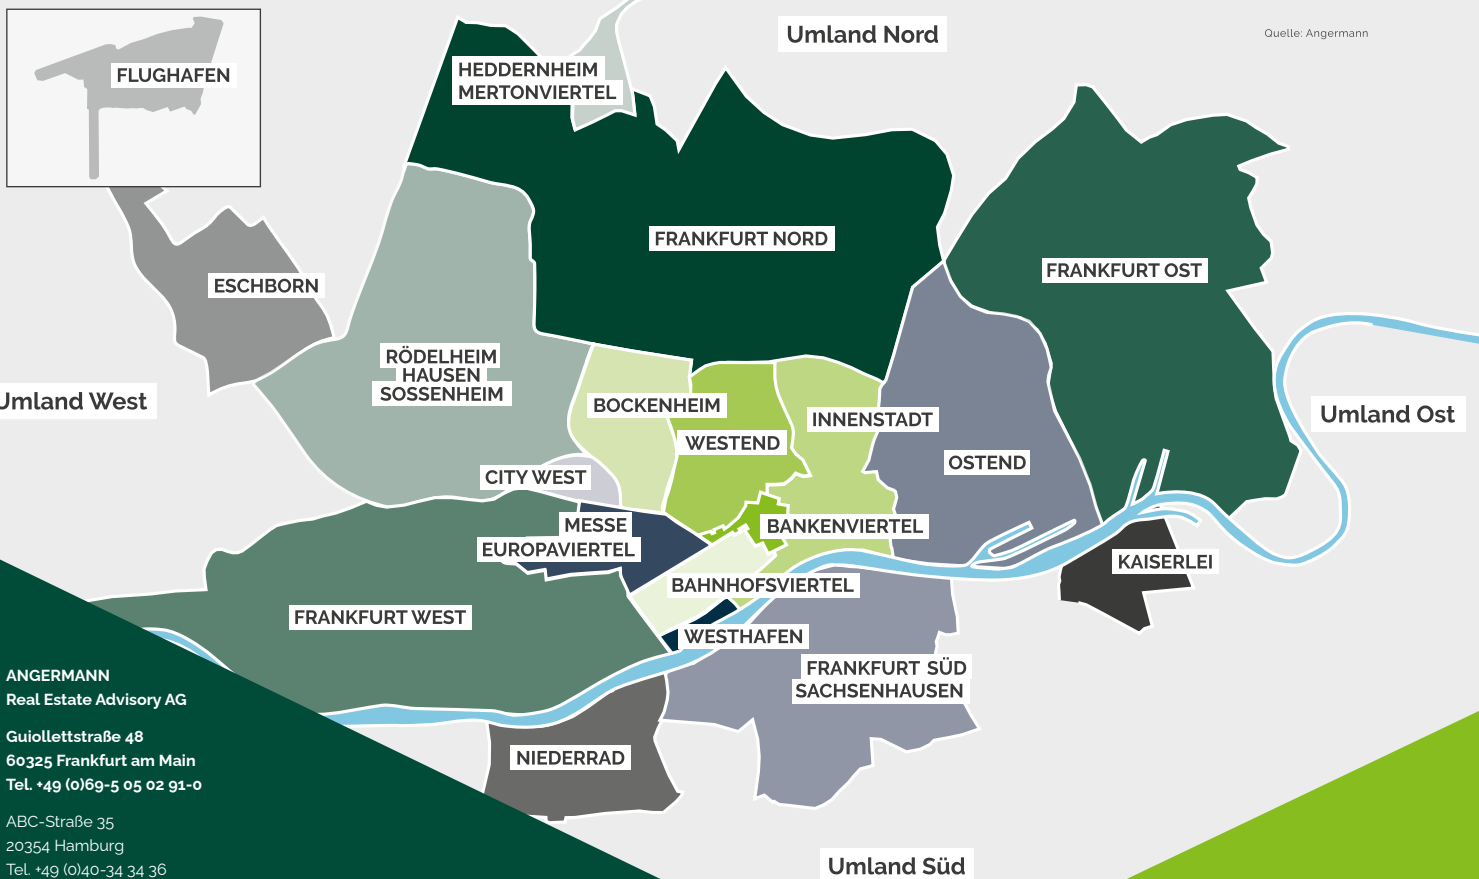 Umland Nord
Quelle: Angermann
FLUGHAFEN
HEDDERNHEIM
MERTONVIERTEL
FRANKFURT NORD
FRANKFURT OST
ESCHBORN
RÖDELHEIM
HAUSEN
SOSSENHEIM
Umland West
BOCKENHEIM
INNENSTADT
Umland Ost
WESTEND
OSTEND
CITY WEST
MESSE
EUROPAVIERTEL
BANKENVIERTEL
KAISERLEI
BAHNHOFSVIERTEL
FRANKFURT WEST
WESTHAFEN
FRANKFURT SÜD
SACHSENHAUSEN
NIEDERRAD
Umland Süd
ANGERMANN
Real Estate Advisory AG
Guiollettstraße 48
60325 Frankfurt am Main
Tel. +49 (0)69-5 05 02 91-0
ABC-Straße 35
20354 Hamburg
Tel. +49 (0)40-34 34 36